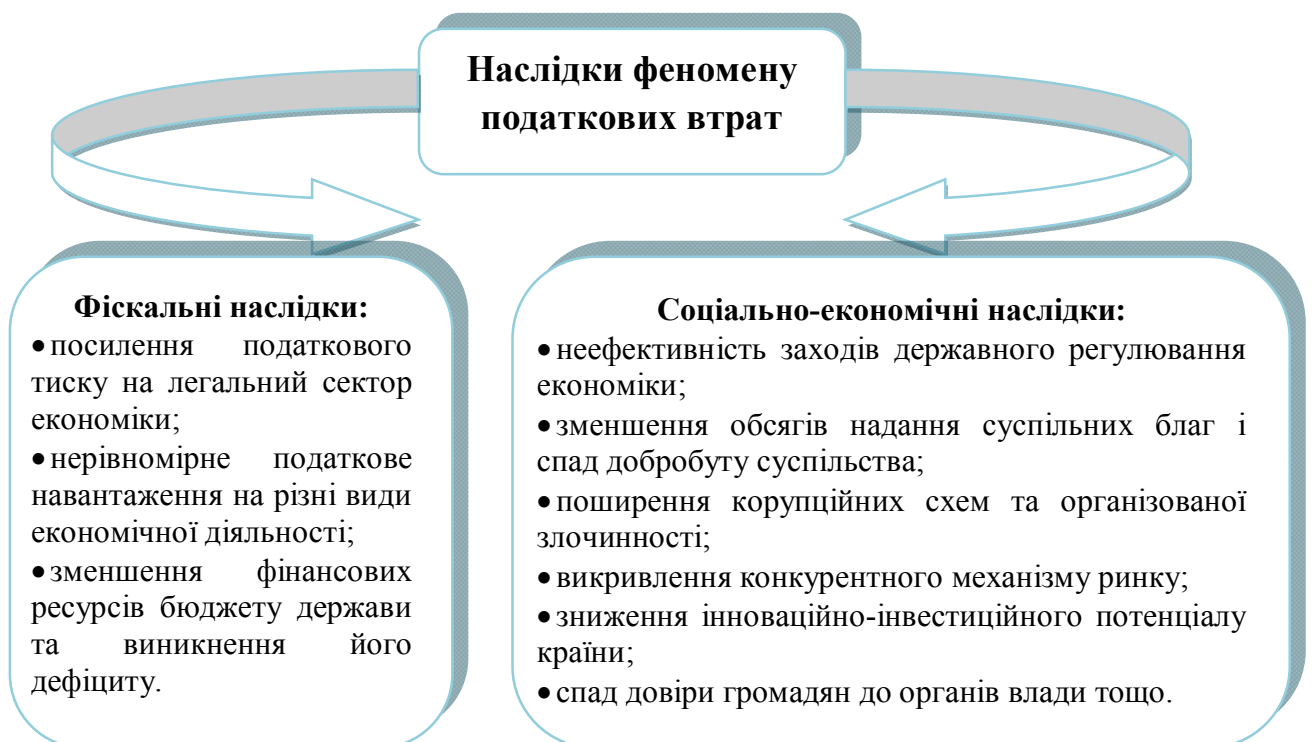 Наслідки феномену
податкових втрат
Фіскальні наслідки:
•посилення податкового
тиску на легальний сектор
економіки;
•нерівномірне податкове
навантаження на різні види
економічної діяльності;
•зменшення фінансових
ресурсів бюджету держави
та виникнення його
дефіциту.
Соціально-економічні наслідки:
•неефективність заходів державного регулювання
економіки;
•зменшення обсягів надання суспільних благ і
спад добробуту суспільства;
•поширення корупційних схем та організованої
злочинності;
•викривлення конкурентного механізму ринку;
•зниження інноваційно-інвестиційного потенціалу
країни;
•спад довіри громадян до органів влади тощо.